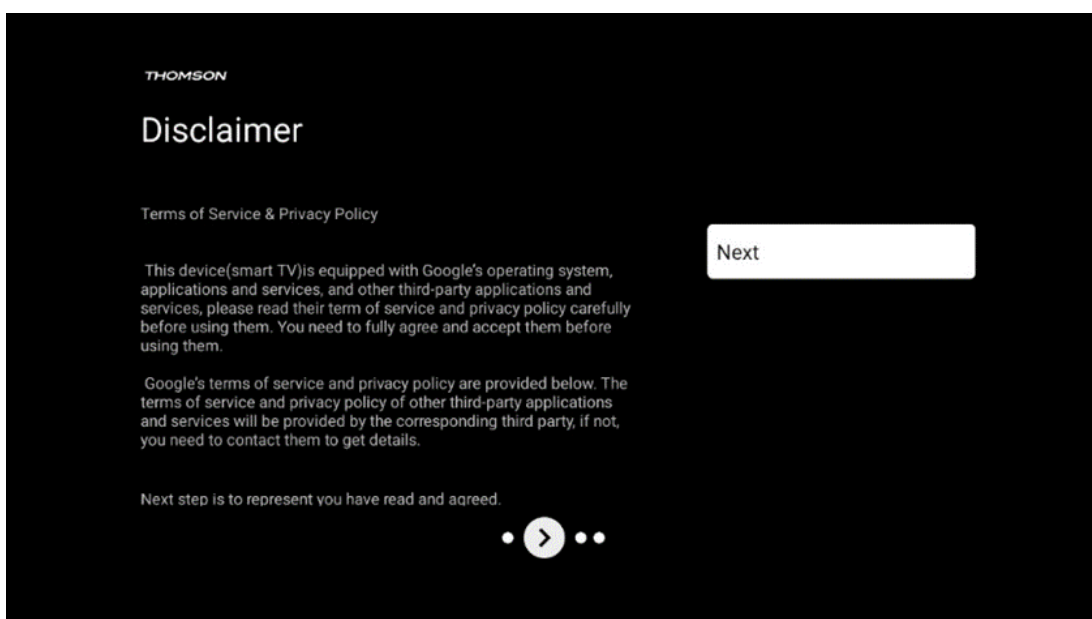 THOMSON
Disclaimer
Terms of Service & Privacy Policy
This device(smart TV)is equipped with Google's operating system,
applications and services, and other third-party applications and
services, please read their term of service and privacy policy carefully
before using them. You need to fully agree and accept them before
using them.
Google's terms of service and privacy policy are provided below. The
terms of service and privacy policy of other third-party applications
and services will be provided by the corresponding third party, if not,
you need to contact them to get details.
Next step is to represent you have read and agreed.
Next